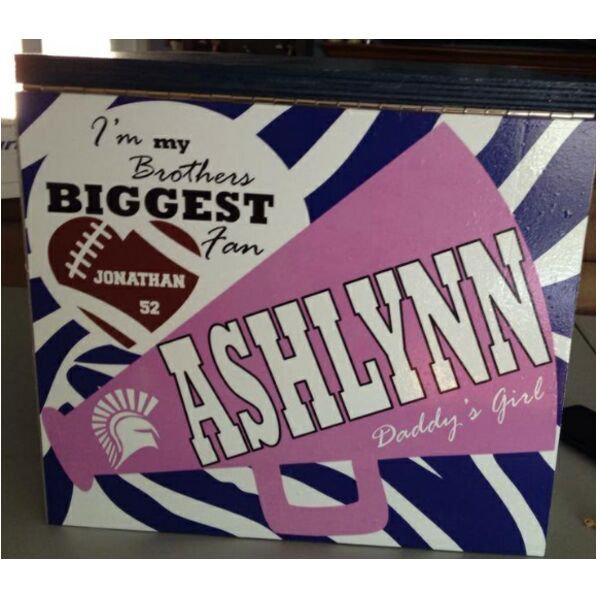 I'm my
Brothers
BIGGEST
Fan
JONATHAN
52
ASHLYNN
Daddy's Girl